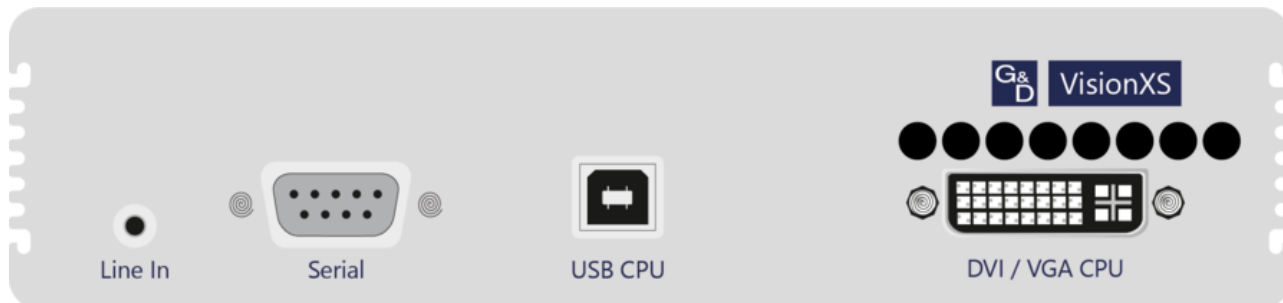 G&D VisionXS
Line In
Serial
USB CPU
DVI / VGA CPU